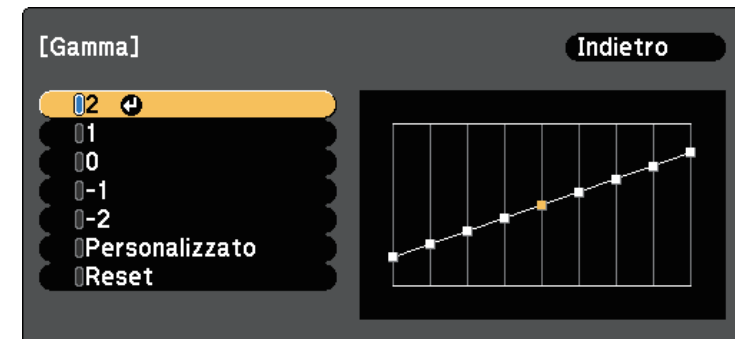 [Gamma]
Indietro
2
1
0
-1
-2
Personalizzato
Reset